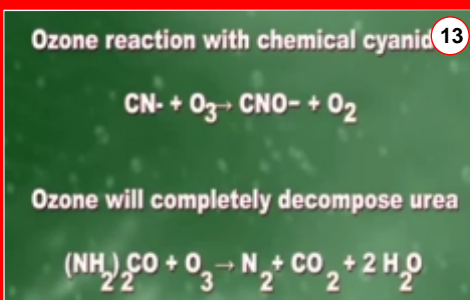 Ozone reaction with chemical cyanid
13
CN- + O₃→ CNO− + O₂
Ozone will completely decompose urea
(NH₂)₂CO + O₃ → N₂ + CO₂ + 2 H₂O